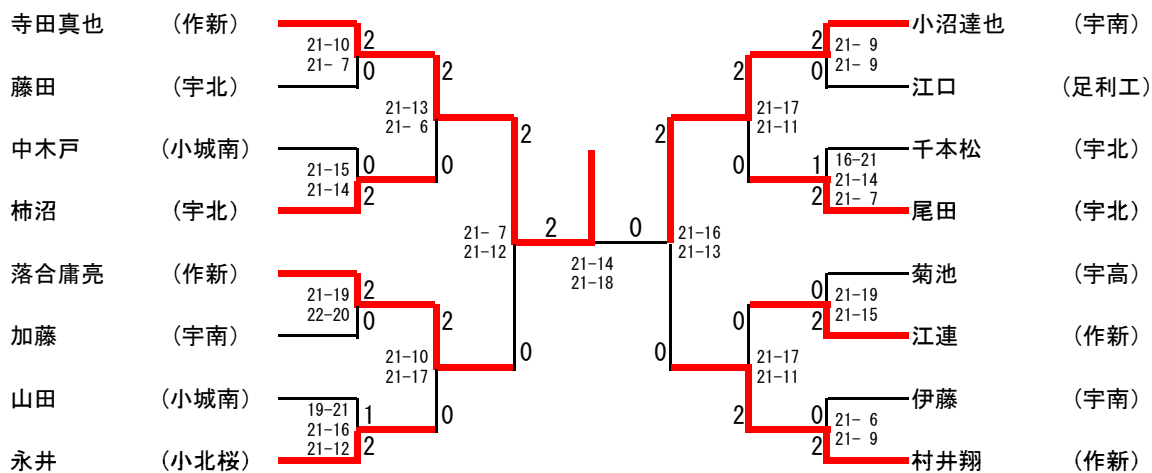 寺田真也 （作新） 2 2 小沼達也 （宇南）
21-10 21- 9
21- 7 21- 9
藤田 （宇北） 0 2 2 0 江口 （足利工）
21-13 21-17
21- 6 21-11
中木戸 （小城南） 0 0 2 2 0 1 千本松 （宇北）
21-15 16-21
21-14 21-14
柿沼 （宇北） 2 2 21- 7 尾田 （宇北）
21- 7 2 0 21-16
21-12 21-13
21-14
21-18
落合庸亮 （作新） 2 0 菊池 （宇高）
21-19 21-19
22-20 21-15
加藤 （宇南） 0 2 0 2 江連 （作新）
21-10 0 0 21-17
21-17 21-11
山田 （小城南） 1 0 2 0 伊藤 （宇南）
19-21 21- 6
21-16 21- 9
21-12
永井 （小北桜） 2 2 村井翔 （作新）